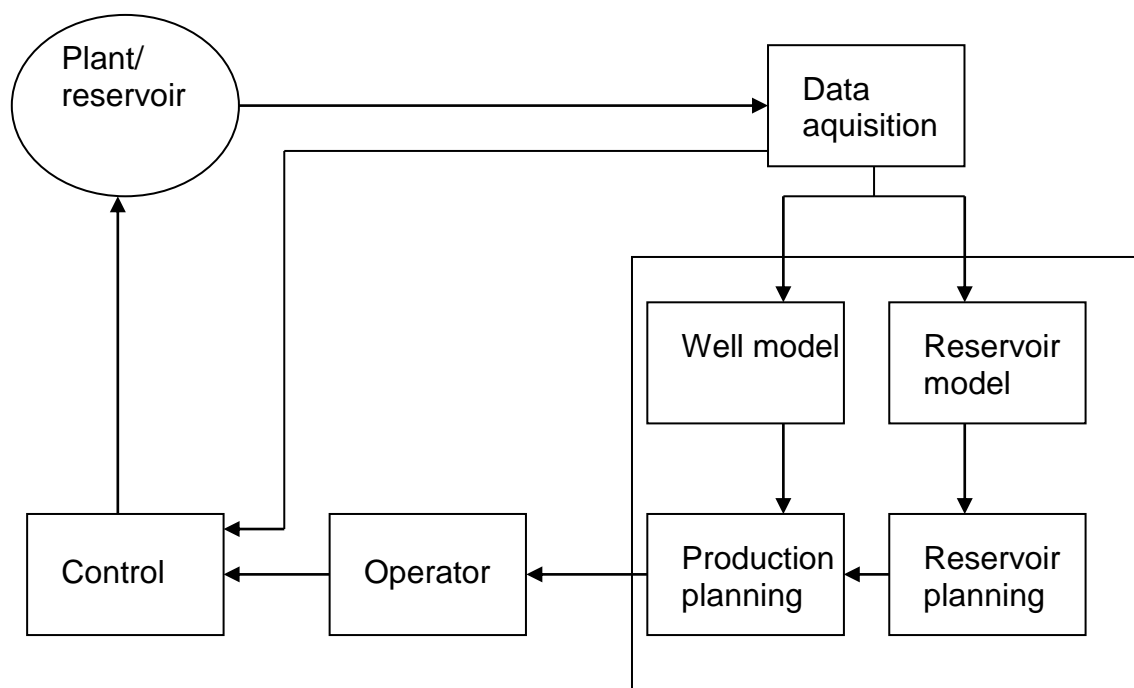 Plant/
reservoir
Data
aquisition
Well model
Reservoir
model
Control
Operator
Production
planning
Reservoir
planning